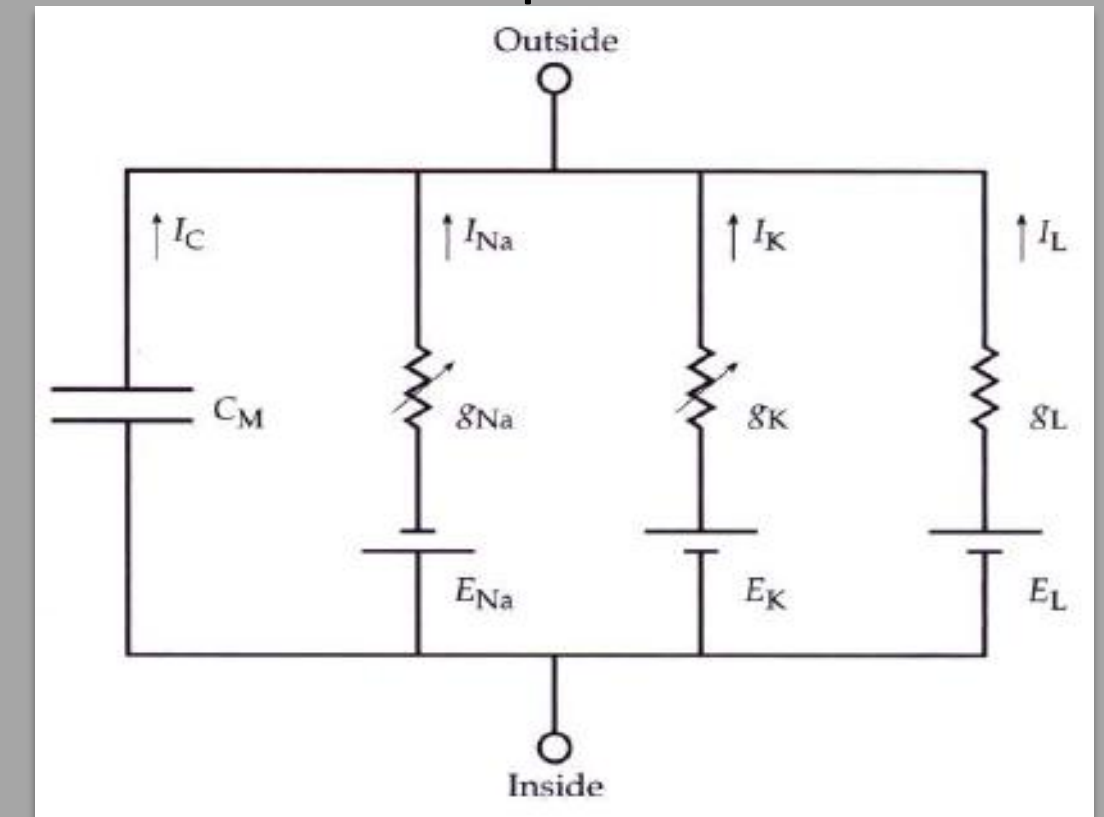 Outside
I_C
I_Na
I_K
I_L
C_M
g_Na
g_K
g_L
E_Na
E_K
E_L
Inside